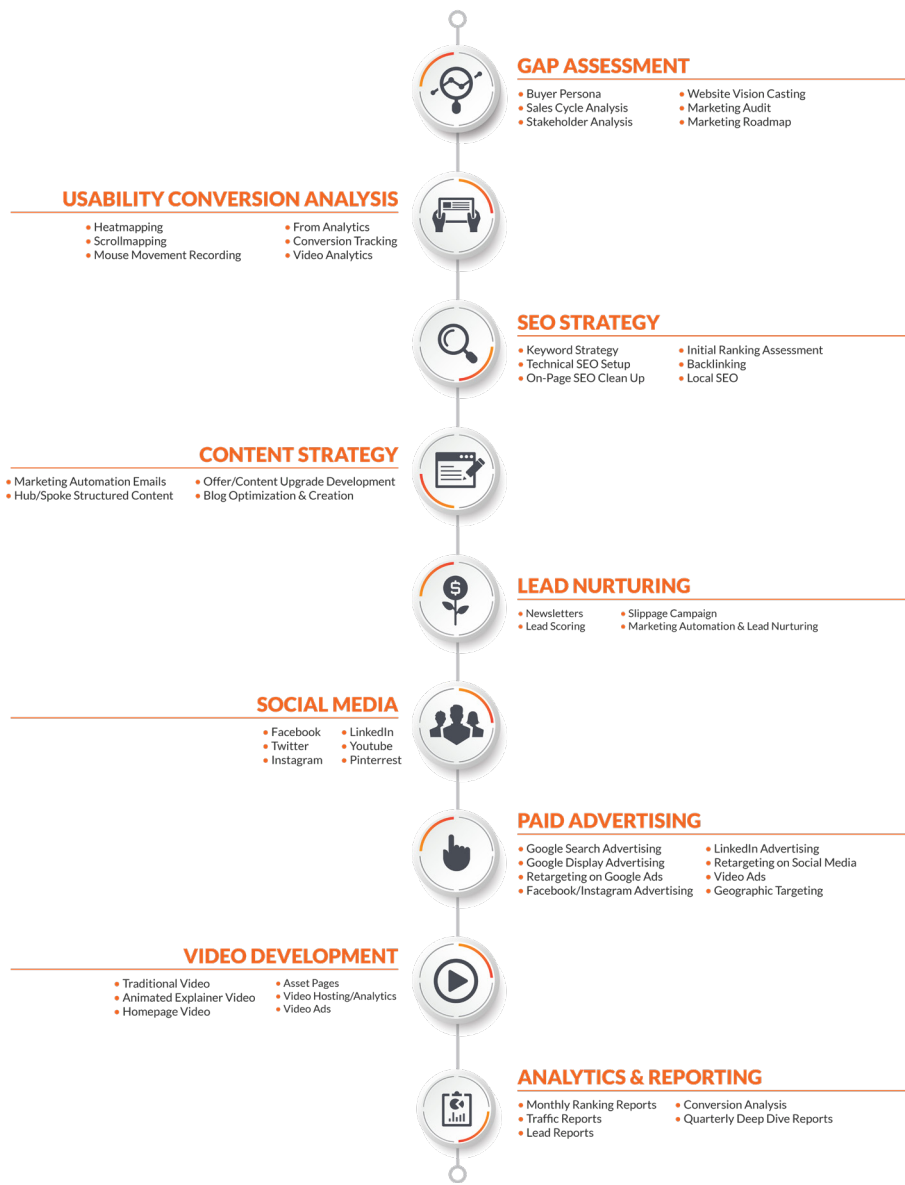 GAP ASSESSMENT
• Buyer Persona
• Sales Cycle Analysis
• Stakeholder Analysis
• Website Vision Casting
• Marketing Audit
• Marketing Roadmap
USABILITY CONVERSION ANALYSIS
• Heatmapping
• Scrollmapping
• Mouse Movement Recording
• From Analytics
• Conversion Tracking
• Video Analytics
SEO STRATEGY
• Keyword Strategy
• Technical SEO Setup
• On-Page SEO Clean Up
• Initial Ranking Assessment
• Backlinking
• Local SEO
CONTENT STRATEGY
• Marketing Automation Emails
• Hub/Spoke Structured Content
• Offer/Content Upgrade Development
• Blog Optimization & Creation
LEAD NURTURING
• Newsletters
• Lead Scoring
• Slippage Campaign
• Marketing Automation & Lead Nurturing
SOCIAL MEDIA
• Facebook
• Twitter
• Instagram
• LinkedIn
• Youtube
• Pinterrest
PAID ADVERTISING
• Google Search Advertising
• Google Display Advertising
• Retargeting on Google Ads
• Facebook/Instagram Advertising
• LinkedIn Advertising
• Retargeting on Social Media
• Video Ads
• Geographic Targeting
VIDEO DEVELOPMENT
• Traditional Video
• Animated Explainer Video
• Homepage Video
• Asset Pages
• Video Hosting/Analytics
• Video Ads
ANALYTICS & REPORTING
• Monthly Ranking Reports
• Traffic Reports
• Lead Reports
• Conversion Analysis
• Quarterly Deep Dive Reports